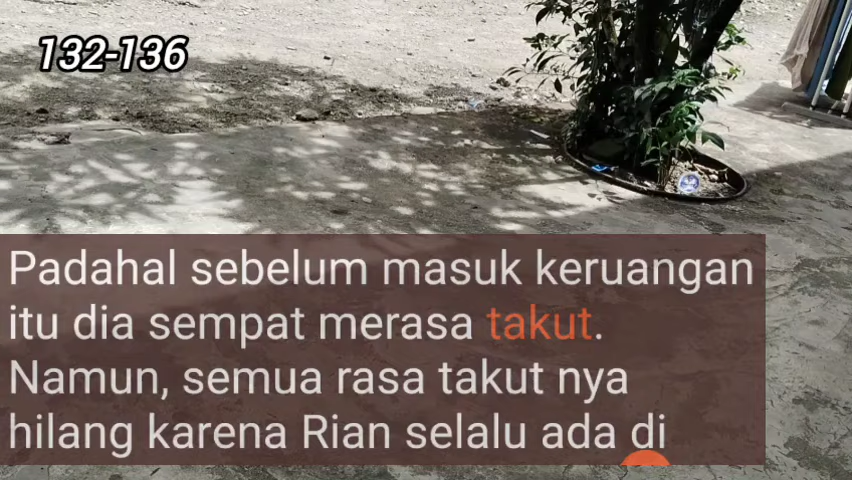 132-136
Padahal sebelum masuk keruangan
itu dia sempat merasa takut.
Namun, semua rasa takut nya
hilang karena Rian selalu ada di